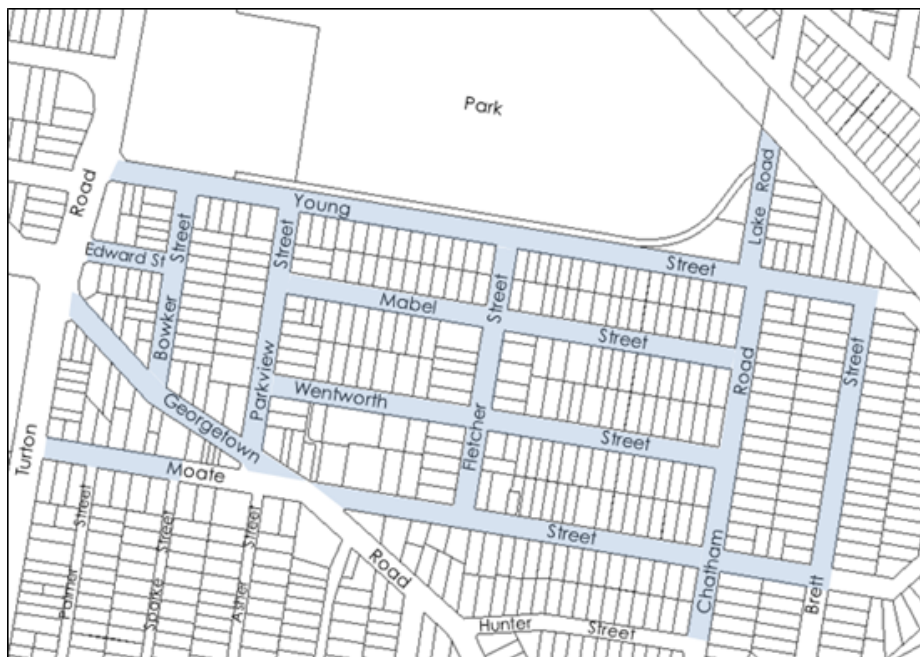 Park
Lake Road
Road
Young
Street
Street
Street
Edward St
Street
Mabel
Street
Street
Bowker
Road
Street
Parkview
Wentworth
Georgetown
Street
Fletcher
Turton
Moate
Street
Street
Street
Street
Road
Chatham
Brett
Palmer
Sparke
Asher
Hunter
Street